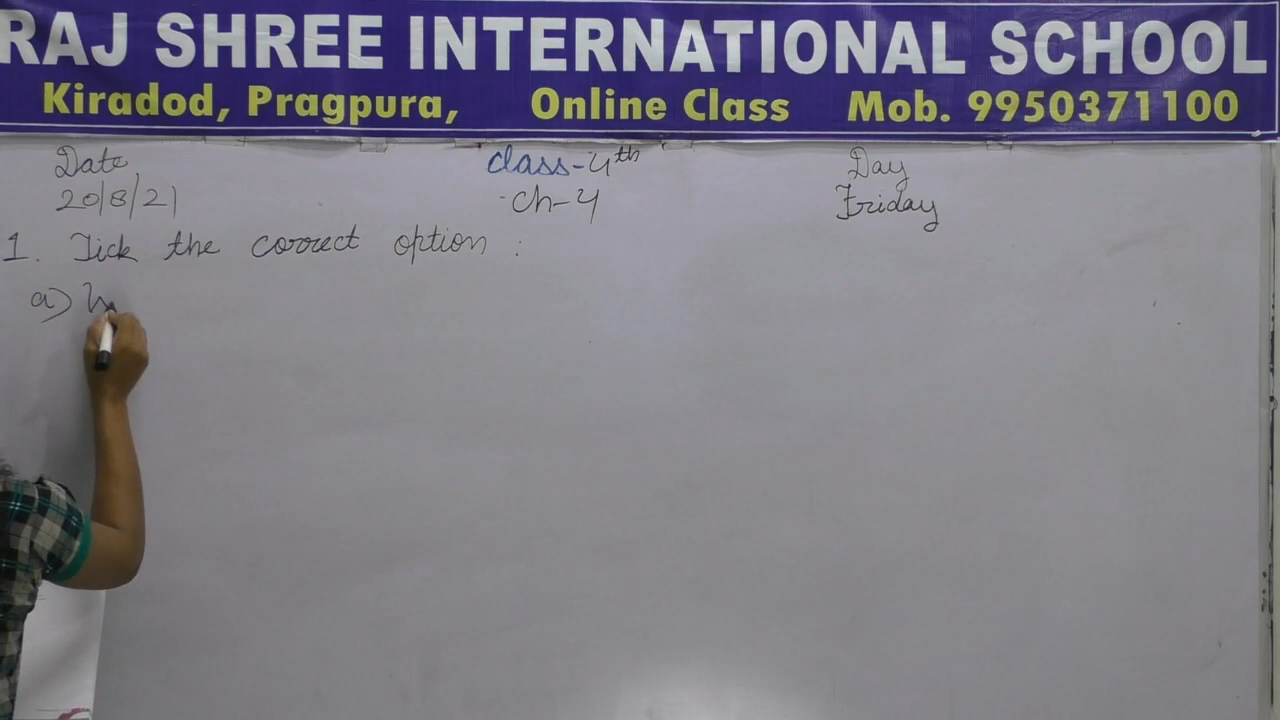 RAJ SHREE INTERNATIONAL SCHOOL
Kiradod, Pragpura, Online Class Mob. 9950371100
Date class-4th Day
20/8/21 ch-4 Friday
1. Tick the correct option :
a)